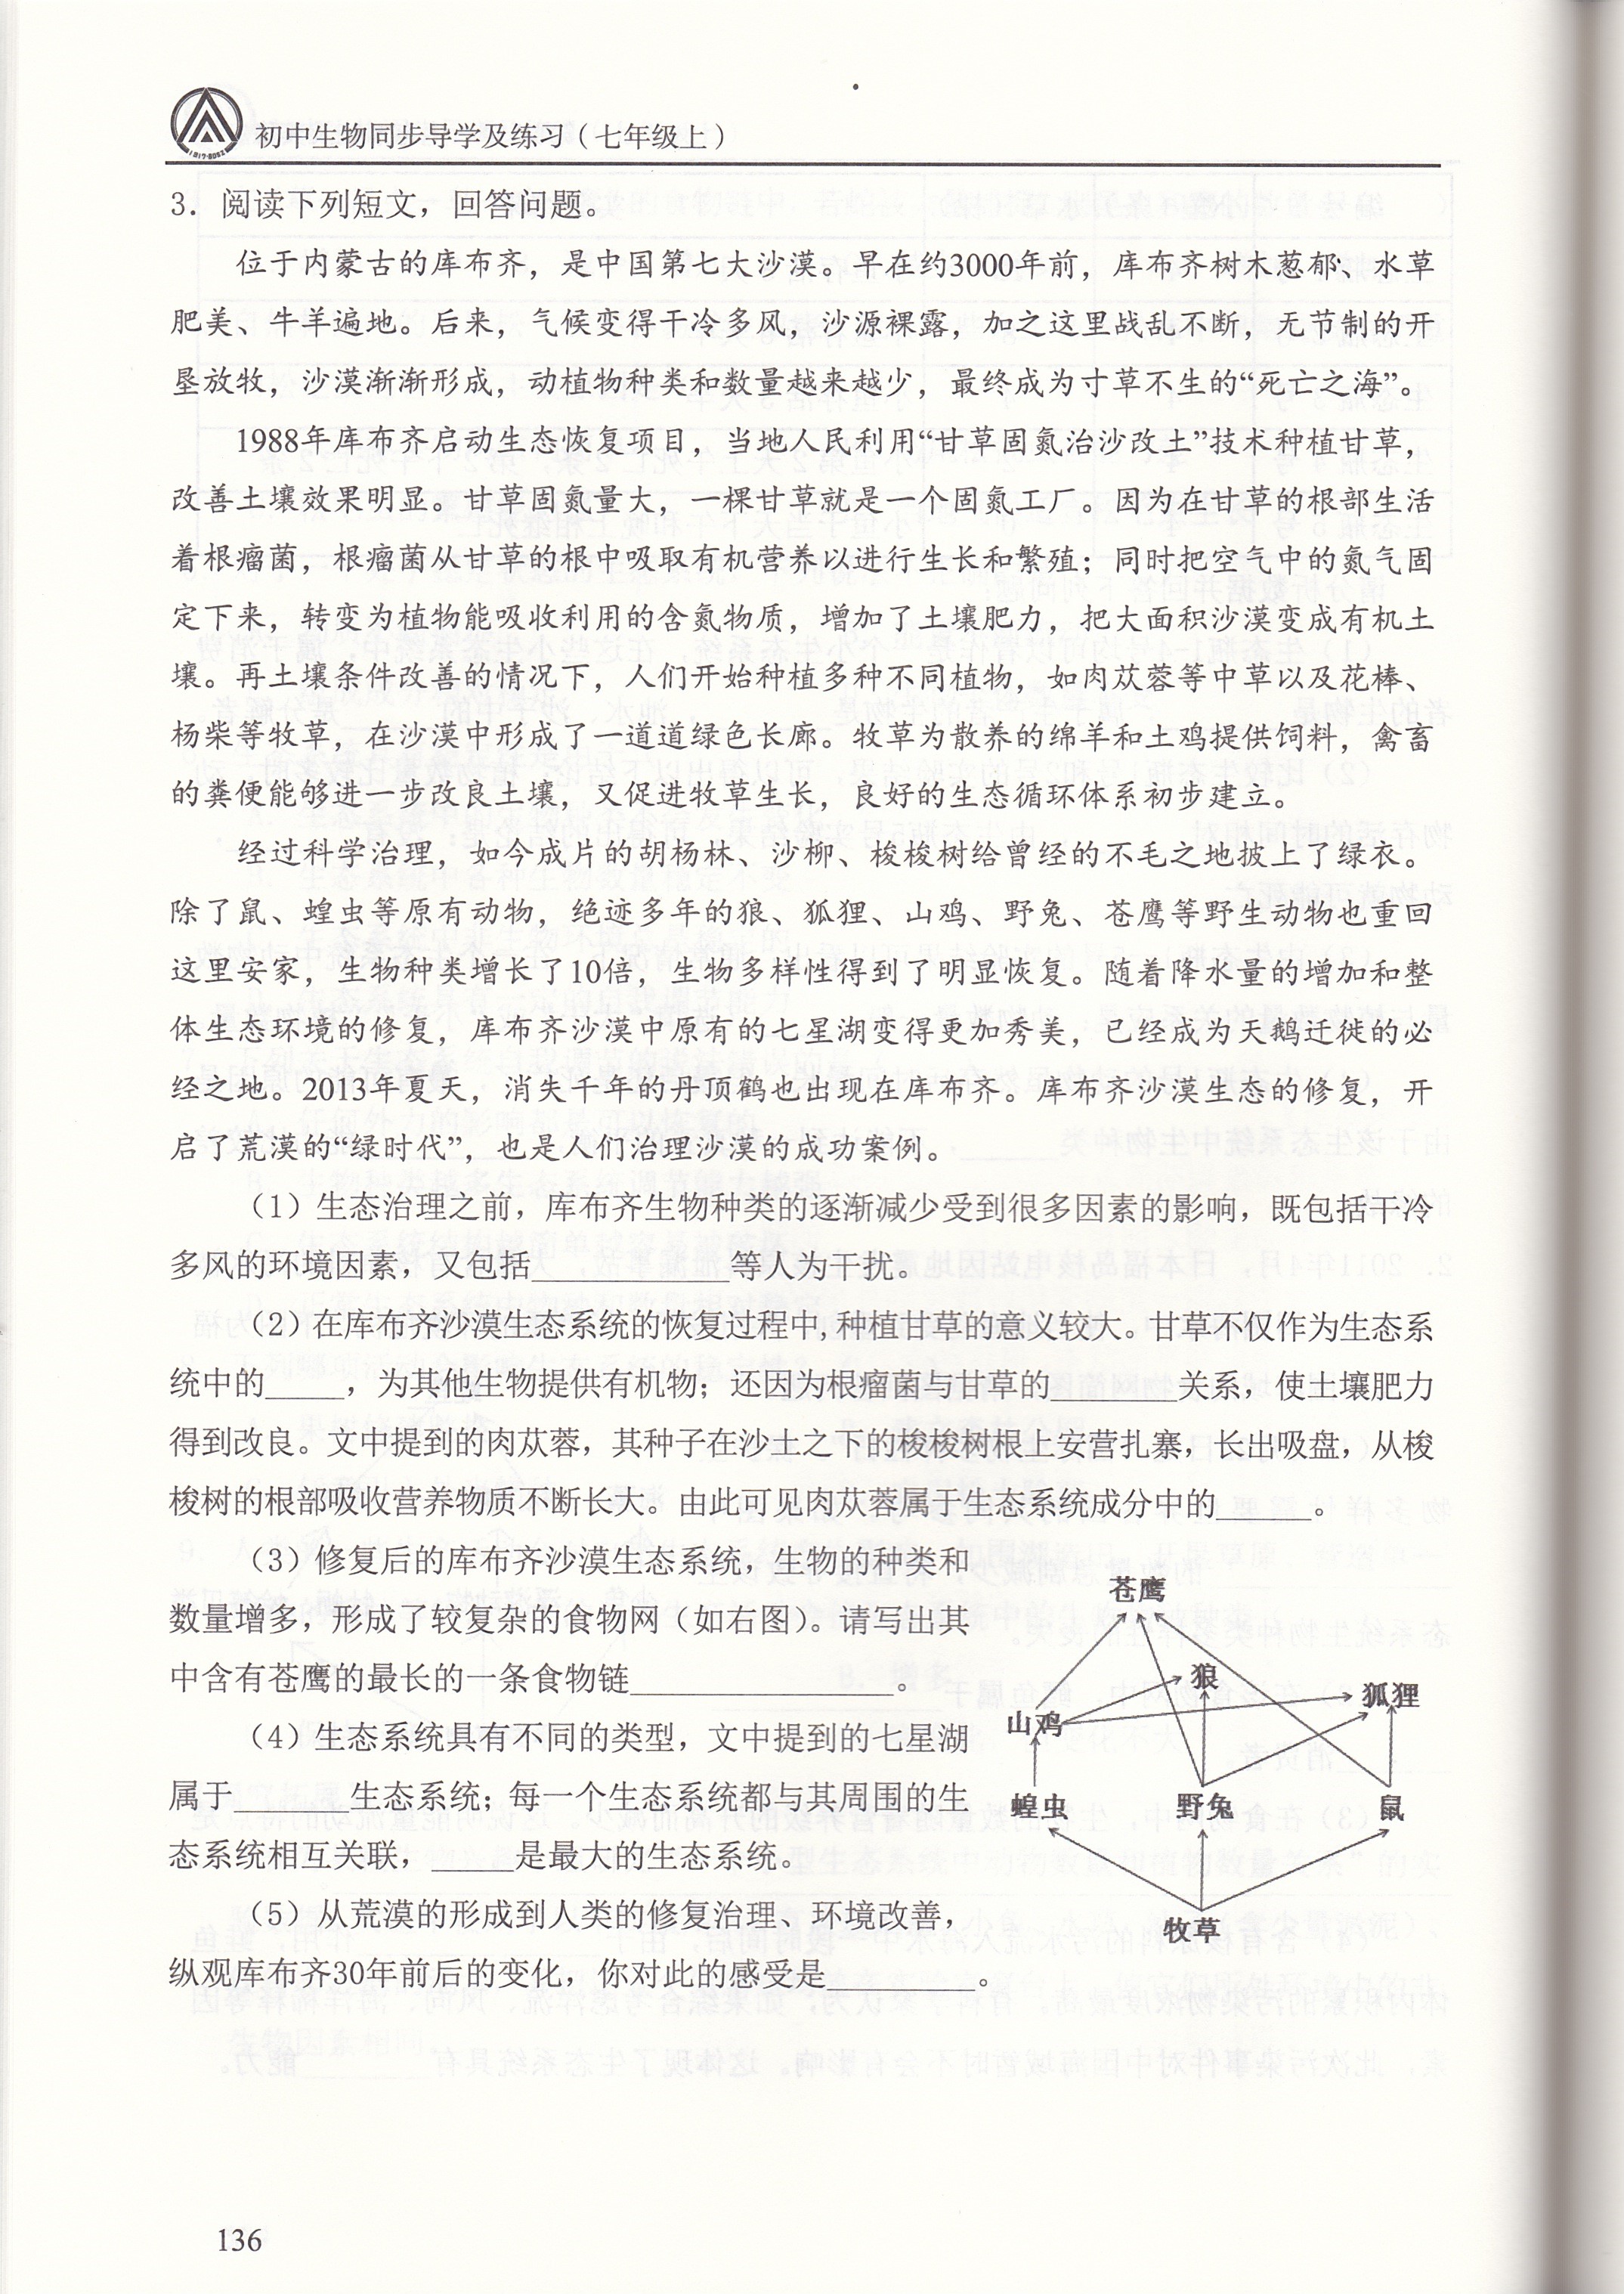 初中生物同步导学及练习（七年级上）
3．阅读下列短文，回答问题。
位于内蒙古的库布齐，是中国第七大沙漠。早在约3000年前，库布齐树木葱郁、水草
肥美、牛羊遍地。后来，气候变得干冷多风，沙源裸露，加之这里战乱不断，无节制的开
垦放牧，沙漠渐渐形成，动植物种类和数量越来越少，最终成为寸草不生的“死亡之海”。
1988年库布齐启动生态恢复项目，当地人民利用“甘草固氮治沙改土”技术种植甘草，
改善土壤效果明显。甘草固氮量大，一棵甘草就是一个固氮工厂。因为在甘草的根部生活
着根瘤菌，根瘤菌从甘草的根中吸取有机营养以进行生长和繁殖；同时把空气中的氮气固
定下来，转变为植物能吸收利用的含氮物质，增加了土壤肥力，把大面积沙漠变成有机土
壤。再土壤条件改善的情况下，人们开始种植多种不同植物，如肉苁蓉等中草以及花棒、
杨柴等牧草，在沙漠中形成了一道道绿色长廊。牧草为散养的绵羊和土鸡提供饲料，禽畜
的粪便能够进一步改良土壤，又促进牧草生长，良好的生态循环体系初步建立。
经过科学治理，如今成片的胡杨林、沙柳、梭梭树给曾经的不毛之地披上了绿衣。
除了鼠、蝗虫等原有动物，绝迹多年的狼、狐狸、山鸡、野兔、苍鹰等野生动物也重回
这里安家，生物种类增长了10倍，生物多样性得到了明显恢复。随着降水量的增加和整
体生态环境的修复，库布齐沙漠中原有的七星湖变得更加秀美，已经成为天鹅迁徙的必
经之地。2013年夏天，消失千年的丹顶鹤也出现在库布齐。库布齐沙漠生态的修复，开
启了荒漠的“绿时代”，也是人们治理沙漠的成功案例。
（1）生态治理之前，库布齐生物种类的逐渐减少受到很多因素的影响，既包括干冷
多风的环境因素，又包括____________等人为干扰。
（2）在库布齐沙漠生态系统的恢复过程中,种植甘草的意义较大。甘草不仅作为生态系
统中的_____，为其他生物提供有机物；还因为根瘤菌与甘草的________关系，使土壤肥力
得到改良。文中提到的肉苁蓉，其种子在沙土之下的梭梭树根上安营扎寨，长出吸盘，从梭
梭树的根部吸收营养物质不断长大。由此可见肉苁蓉属于生态系统成分中的______。
（3）修复后的库布齐沙漠生态系统，生物的种类和
数量增多，形成了较复杂的食物网（如右图）。请写出其
中含有苍鹰的最长的一条食物链________________。
（4）生态系统具有不同的类型，文中提到的七星湖
属于_______生态系统；每一个生态系统都与其周围的生
态系统相互关联，_____是最大的生态系统。
（5）从荒漠的形成到人类的修复治理、环境改善，
纵观库布齐30年前后的变化，你对此的感受是_________。
苍鹰
狼
狐狸
山鸡
蝗虫 野兔 鼠
牧草
136